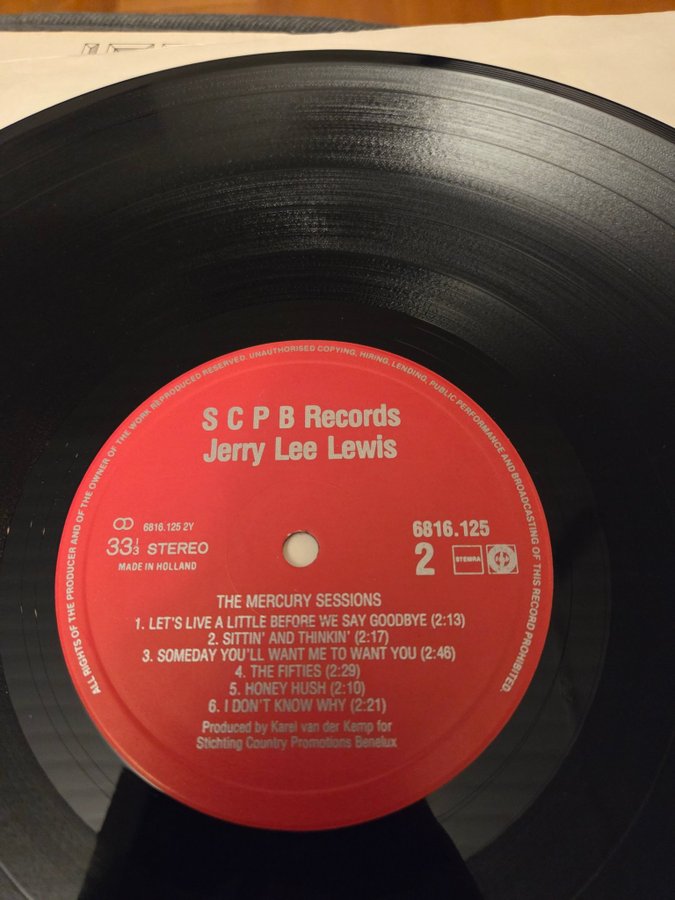 ALL RIGHTS OF THE PRODUCER AND OF THE OWNER OF THE WORK REPRODUCED RESERVED. UNAUTHORISED COPYING, HIRING, LENDING, PUBLIC PERFORMANCE AND BROADCASTING OF THIS RECORD PROHIBITED.
S C P B Records
Jerry Lee Lewis
6816.125 2Y
33 1/3 STEREO
MADE IN HOLLAND
6816.125
2
STEMRA
THE MERCURY SESSIONS
1. LET'S LIVE A LITTLE BEFORE WE SAY GOODBYE (2:13)
2. SITTIN' AND THINKIN' (2:17)
3. SOMEDAY YOU'LL WANT ME TO WANT YOU (2:46)
4. THE FIFTIES (2:29)
5. HONEY HUSH (2:10)
6. I DON'T KNOW WHY (2:21)
Produced by Karel van der Kemp for
Stichting Country Promotions Benelux